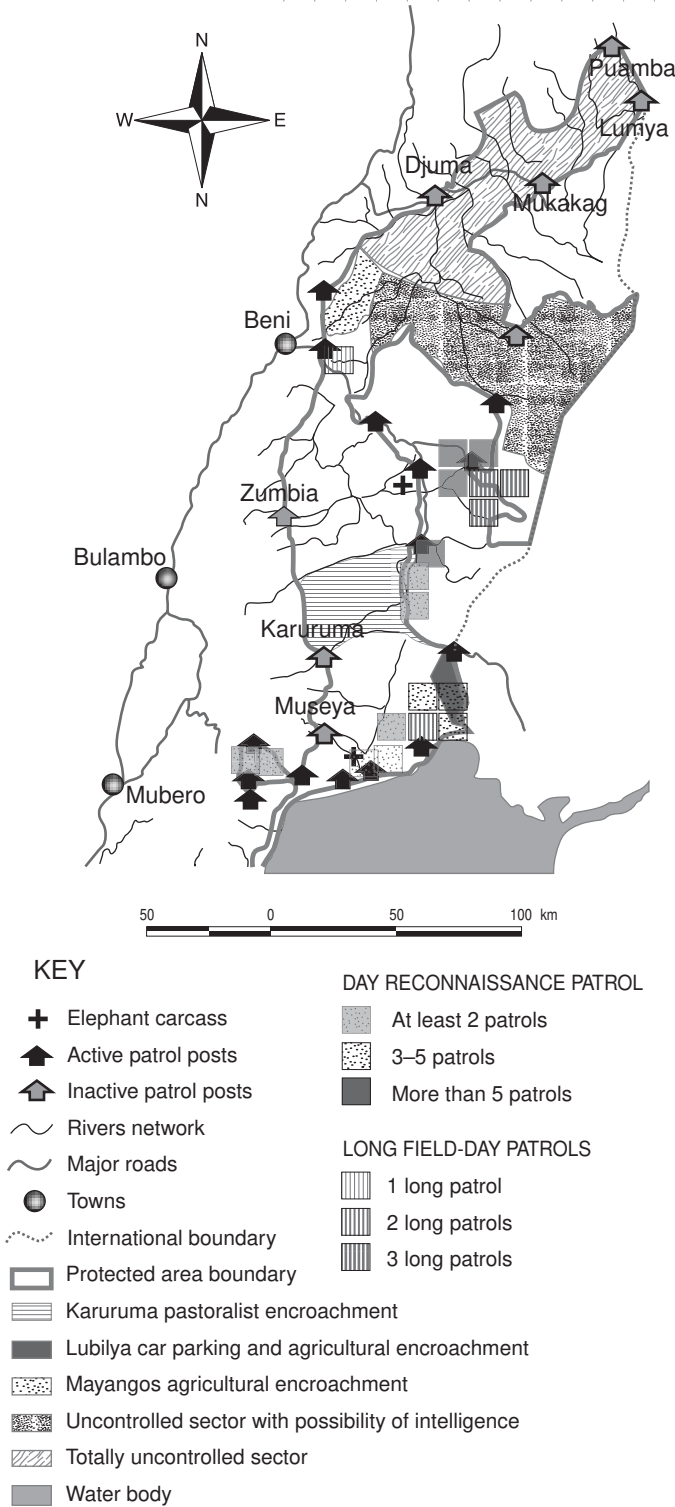 N
W
E
N
Puamba
Lumya
Djuma
Mukakag
Beni
Zumbia
Bulambo
Karuruma
Museya
Mubero
50
0
50
100 km
KEY
Elephant carcass
Active patrol posts
Inactive patrol posts
Rivers network
Major roads
Towns
International boundary
Protected area boundary
Karuruma pastoralist encroachment
Lubilya car parking and agricultural encroachment
Mayangos agricultural encroachment
Uncontrolled sector with possibility of intelligence
Totally uncontrolled sector
Water body
DAY RECONNAISSANCE PATROL
At least 2 patrols
3–5 patrols
More than 5 patrols
LONG FIELD-DAY PATROLS
1 long patrol
2 long patrols
3 long patrols